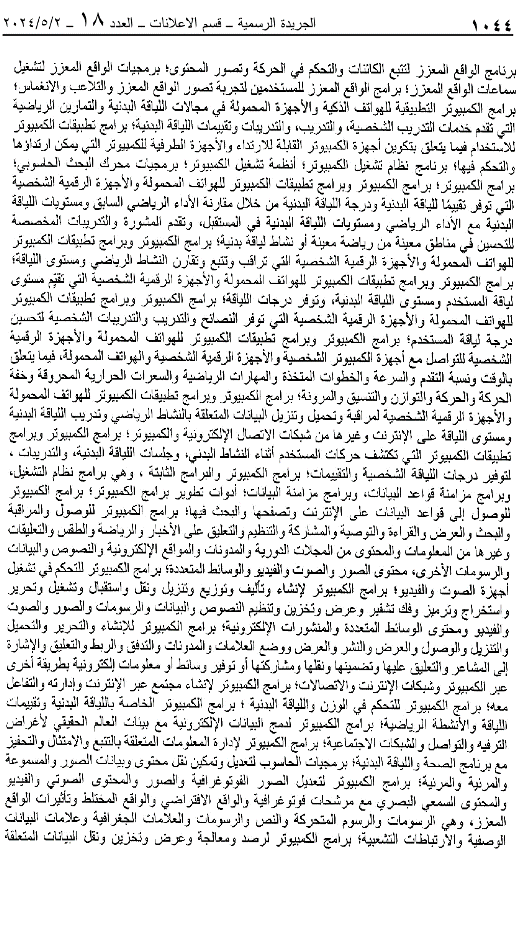 ١٠٤٤ الجريدة الرسمية – قسم الاعلانات – العدد ١٨ – ٢٠٢٤/٥/٢
برنامج الواقع المعزز لتتبع الكائنات والتحكم في الحركة وتصور المحتوى؛ برمجيات الواقع المعزز لتشغيل
سماعات الواقع المعزز؛ برامج الواقع المعزز للمستخدمين لتجربة تصور الواقع المعزز والتلاعب والانغماس؛
برامج الكمبيوتر التطبيقية للهواتف الذكية والأجهزة المحمولة في مجالات اللياقة البدنية والتمارين الرياضية
التي تقدم خدمات التدريب الشخصية، والتدريب، والتدريبات وتقييمات اللياقة البدنية؛ برامج تطبيقات الكمبيوتر
للاستخدام فيما يتعلق بتكوين أجهزة الكمبيوتر القابلة للارتداء والأجهزة الطرفية للكمبيوتر التي يمكن ارتداؤها
والتحكم فيها؛ برنامج نظام تشغيل الكمبيوتر؛ أنظمة تشغيل الكمبيوتر؛ برمجيات محرك البحث الحاسوبي؛
برامج الكمبيوتر؛ برامج الكمبيوتر وبرامج تطبيقات الكمبيوتر للهواتف المحمولة والأجهزة الرقمية الشخصية
التي توفر تقييمًا للياقة البدنية ودرجة اللياقة البدنية من خلال مقارنة الأداء الرياضي السابق ومستويات اللياقة
البدنية مع الأداء الرياضي ومستويات اللياقة البدنية في المستقبل، وتقدم المشورة والتدريبات المخصصة
للتحسين في مناطق معينة من رياضة معينة أو نشاط لياقة بدنية؛ برامج الكمبيوتر وبرامج تطبيقات الكمبيوتر
للهواتف المحمولة والأجهزة الرقمية الشخصية التي تراقب وتتبع وتقارن النشاط الرياضي ومستوى اللياقة؛
برامج الكمبيوتر وبرامج تطبيقات الكمبيوتر للهواتف المحمولة والأجهزة الرقمية الشخصية التي تقيّم مستوى
لياقة المستخدم ومستوى اللياقة البدنية، وتوفر درجات اللياقة؛ برامج الكمبيوتر وبرامج تطبيقات الكمبيوتر
للهواتف المحمولة والأجهزة الرقمية الشخصية التي توفر النصائح والتدريب والتدريبات الشخصية لتحسين
درجة لياقة المستخدم؛ برامج الكمبيوتر وبرامج تطبيقات الكمبيوتر للهواتف المحمولة والأجهزة الرقمية
الشخصية للتواصل مع أجهزة الكمبيوتر الشخصية والأجهزة الرقمية الشخصية والهواتف المحمولة، فيما يتعلق
بالوقت ونسبة التقدم والسرعة والخطوات المتخذة والمهارات الرياضية والسعرات الحرارية المحروقة وخفة
الحركة والحركة والتوازن والتنسيق والمرونة؛ برامج الكمبيوتر وبرامج تطبيقات الكمبيوتر للهواتف المحمولة
والأجهزة الرقمية الشخصية لمراقبة وتحميل وتنزيل البيانات المتعلقة بالنشاط الرياضي وتدريب اللياقة البدنية
ومستوى اللياقة على الإنترنت وغيرها من شبكات الاتصال الإلكترونية والكمبيوتر؛ برامج الكمبيوتر وبرامج
تطبيقات الكمبيوتر التي تكتشف حركات المستخدم أثناء النشاط البدني، وجلسات اللياقة البدنية، والتدريبات ،
لتوفير درجات اللياقة الشخصية والتقييمات؛ برامج الكمبيوتر والبرامج الثابتة ، وهي برامج نظام التشغيل،
وبرامج مزامنة قواعد البيانات، وبرامج مزامنة البيانات؛ أدوات تطوير برامج الكمبيوتر؛ برامج الكمبيوتر
للوصول إلى قواعد البيانات على الإنترنت وتصفحها والبحث فيها؛ برامج الكمبيوتر للوصول والمراقبة
والبحث والعرض والقراءة والتوصية والمشاركة والتنظيم والتعليق على الأخبار والرياضة والطقس والتعليقات
وغيرها من المعلومات والمحتوى من المجلات الدورية والمدونات والمواقع الإلكترونية والنصوص والبيانات
والرسومات الأخرى، محتوى الصور والصوت والفيديو والوسائط المتعددة؛ برامج الكمبيوتر للتحكم في تشغيل
أجهزة الصوت والفيديو؛ برامج الكمبيوتر لإنشاء وتأليف وتوزيع وتنزيل ونقل واستقبال وتشغيل وتحرير
واستخراج وترميز وفك تشفير وعرض وتخزين وتنظيم النصوص والبيانات والرسومات والصور والصوت
والفيديو ومحتوى الوسائط المتعددة والمنشورات الإلكترونية؛ برامج الكمبيوتر للإنشاء والتحرير والتحميل
والتنزيل والوصول والعرض والنشر والعرض ووضع العلامات والمدونات والتدفق والربط والتعليق والإشارة
إلى المشاعر والتعليق عليها وتضمينها ونقلها ومشاركتها أو توفير وسائط أو معلومات إلكترونية بطريقة أخرى
عبر الكمبيوتر وشبكات الإنترنت والاتصالات؛ برامج الكمبيوتر لإنشاء مجتمع عبر الإنترنت وإدارته والتفاعل
معه؛ برامج الكمبيوتر للتحكم في الوزن واللياقة البدنية ؛ برامج الكمبيوتر الخاصة باللياقة البدنية وتقييمات
اللياقة والأنشطة الرياضية؛ برامج الكمبيوتر لدمج البيانات الإلكترونية مع بيئات العالم الحقيقي لأغراض
الترفيه والتواصل والشبكات الاجتماعية؛ برامج الكمبيوتر لإدارة المعلومات المتعلقة بالتتبع والامتثال والتحفيز
مع برنامج الصحة واللياقة البدنية؛ برمجيات الحاسوب لتعديل وتمكين نقل محتوى وبيانات الصور والمسموعة
والمرئية والمرئية؛ برامج الكمبيوتر لتعديل الصور الفوتوغرافية والصور والمحتوى الصوتي والفيديو
والمحتوى السمعي البصري مع مرشحات فوتوغرافية والواقع الافتراضي والواقع المختلط وتأثيرات الواقع
المعزز، وهي الرسومات والرسوم المتحركة والنص والرسومات والعلامات الجغرافية وعلامات البيانات
الوصفية والارتباطات التشعبية؛ برامج الكمبيوتر لرصد ومعالجة وعرض وتخزين ونقل البيانات المتعلقة